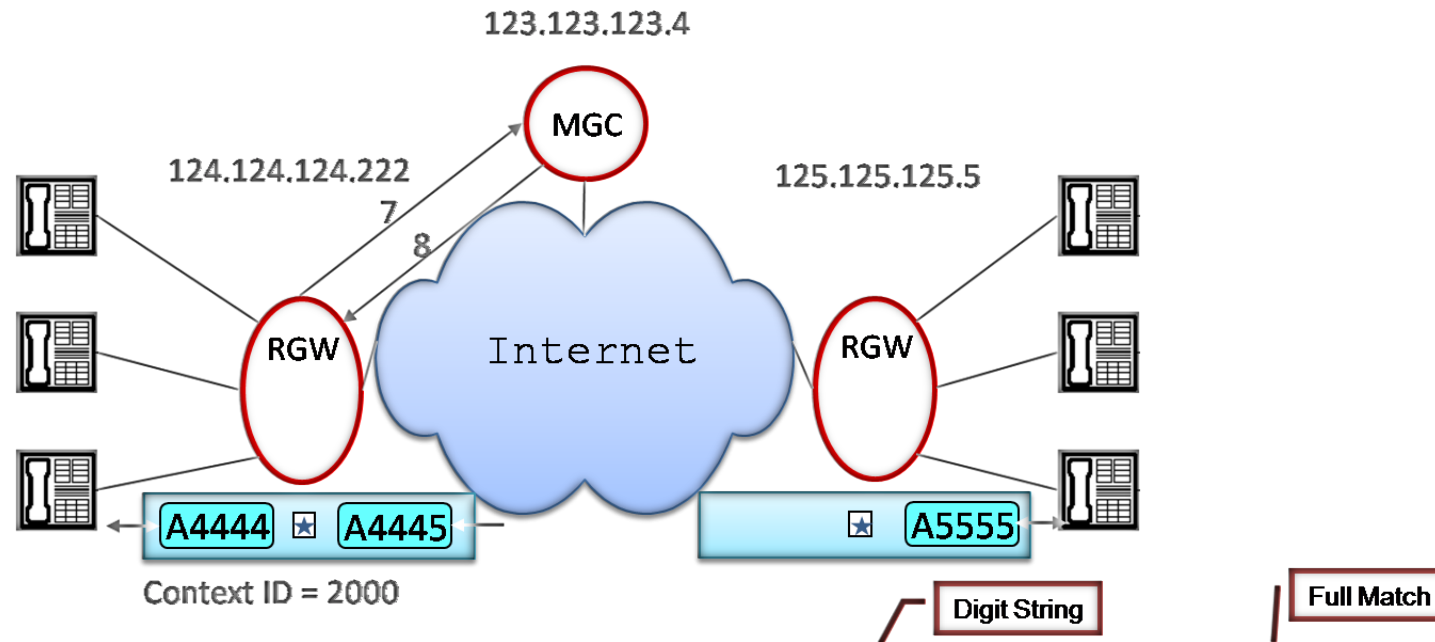 123.123.123.4
MGC
124.124.124.222
125.125.125.5
7
8
RGW
Internet
RGW
A4444
A4445
A5555
Context ID = 2000
Digit String
Full Match